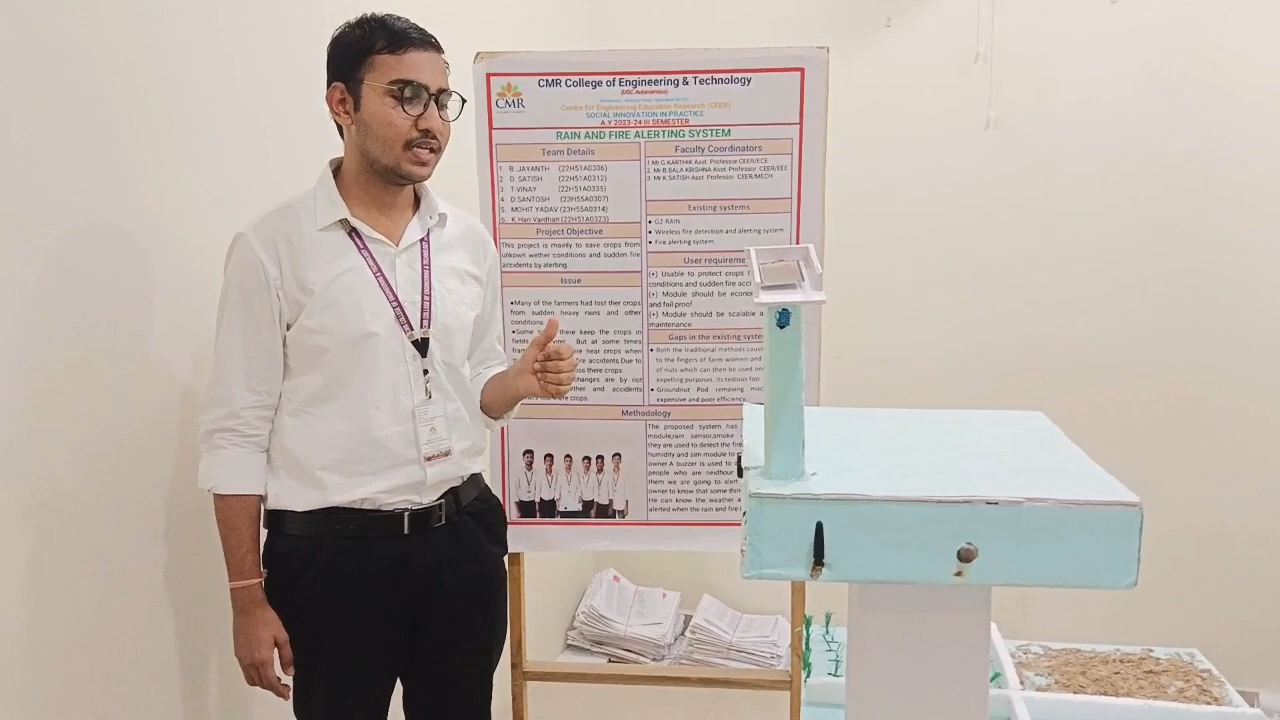 CMR College of Engineering & Technology
(UGC Autonomous)
CMR
Centre for Engineering Education Research (CEER)
SOCIAL INNOVATION IN PRACTICE
A.Y 2023-24 III SEMESTER
RAIN AND FIRE ALERTING SYSTEM
Team Details
1 B. JAYANTH (22H51A0306)
2 D. SATISH (22H51A0312)
3 T.VINAY (22H51A0335)
4 D.SANTOSH (23H55A0307)
5 MOHIT YADAV (23H55A0314)
6 K Hari Vardhan (22H51A0323)
Project Objective
This project is mainly to save crops from
unkown wether conditions and sudden fire
accidents by alerting.
Issue
●Many of the farmers had lost ther crops
from sudden heavy rains and other
conditions
●Some there keep the crops in
fields But at some times
near crops when
fire accidents Due to
there crops.
changes are by not
and accidents
there crops.
Faculty Coordinators
1.Mr.G.KARTHIK Asst. Professor CEER/ECE
2 Mr.B.BALA KRISHNA Asst. Professor CEER/EEE
3 Mr.K.SATISH Asst. Professor CEER/MECH
Existing systems
● G2-RAIN
● Wireless fire detection and alerting system
● Fire alerting system
User requireme
(+) Usable to protect crops
conditions and sudden fire acci
(+) Module should be econo
and fail proof
(+) Module should be scalable a
maintenance
Gaps in the existing syste
● Both the traditional methods cause
to the fingers of farm women and
of nuts which can then be used on
expelling purposes. Its tedious too
● Groundnut Pod removing mac
expensive and poor efficiency.
Methodology
The proposed system has
module,rain sensor,smoke
they are used to detect the fire
humidity and sim module to
owner.A buzzer is used to
people who are neidhour
them we are going to alert
owner to know that some thin
He can know the weather a
alerted when the rain and fire